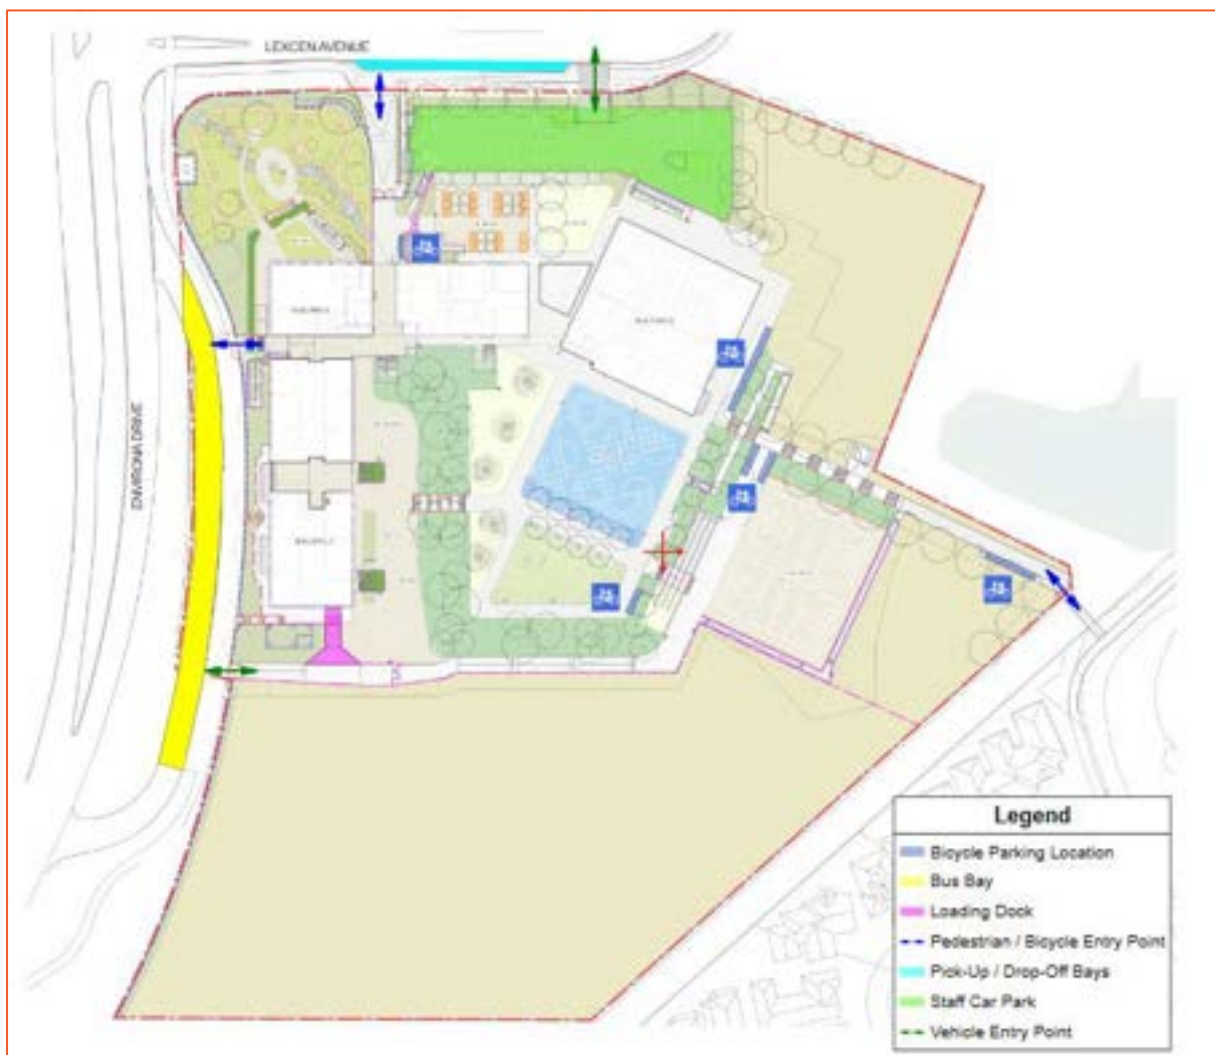 LEXCEN AVENUE
ENVIRONA DRIVE
Legend
Bicycle Parking Location
Bus Bay
Loading Dock
Pedestrian / Bicycle Entry Point
Pick-Up / Drop-Off Bays
Staff Car Park
Vehicle Entry Point